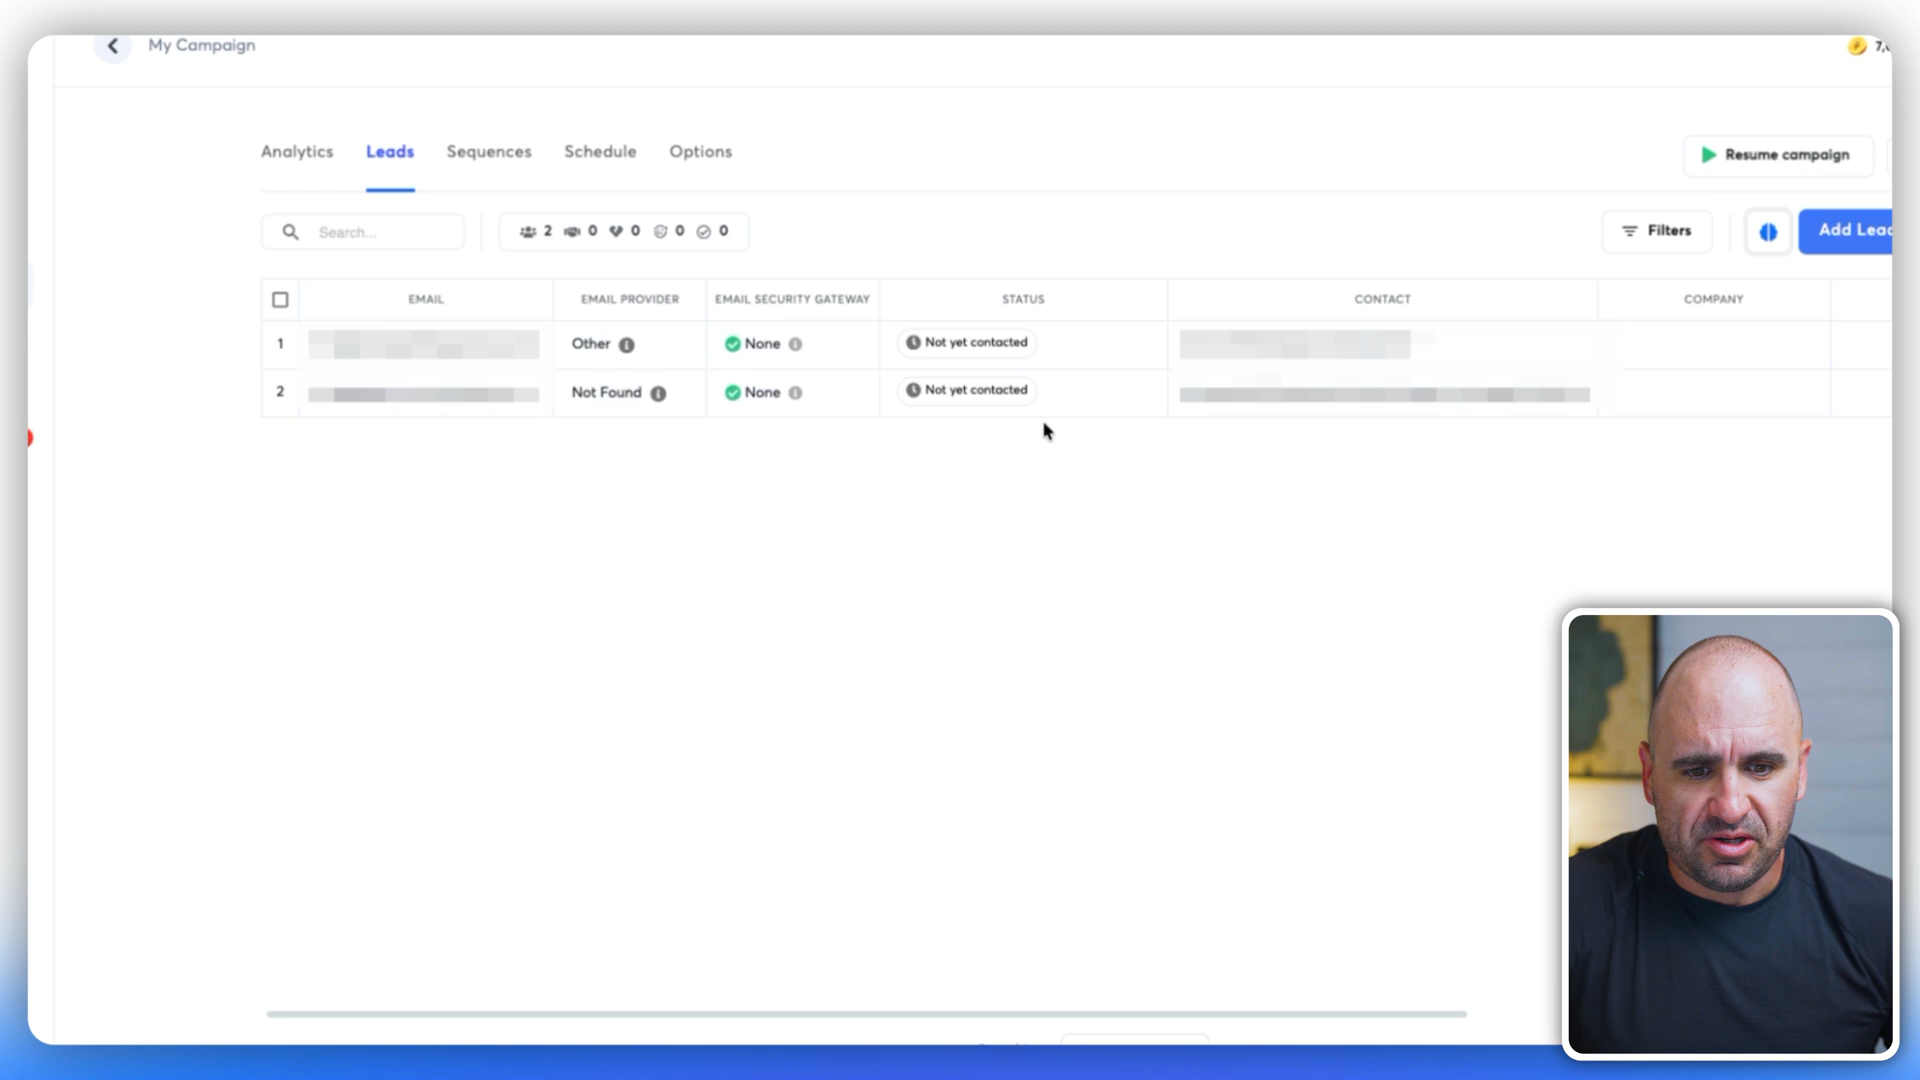 My Campaign
Analytics Leads Sequences Schedule Options
Resume campaign
Search...
2 0 0 0 0
Filters
EMAIL EMAIL PROVIDER EMAIL SECURITY GATEWAY STATUS CONTACT COMPANY
1 Other None Not yet contacted
2 Not Found None Not yet contacted